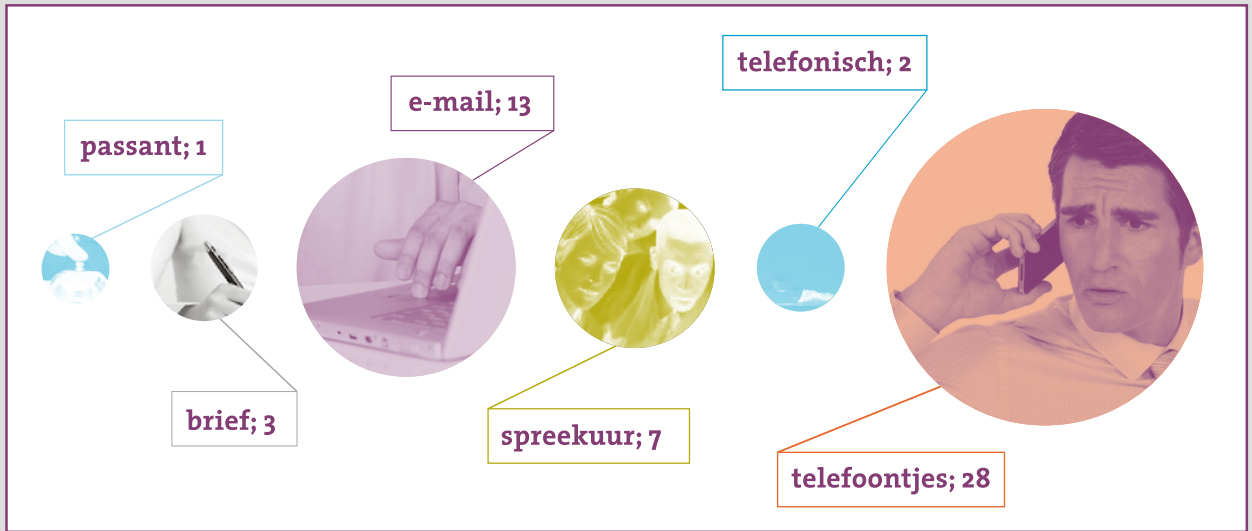 passant; 1
brief; 3
e-mail; 13
spreekuur; 7
telefonisch; 2
telefoontjes; 28